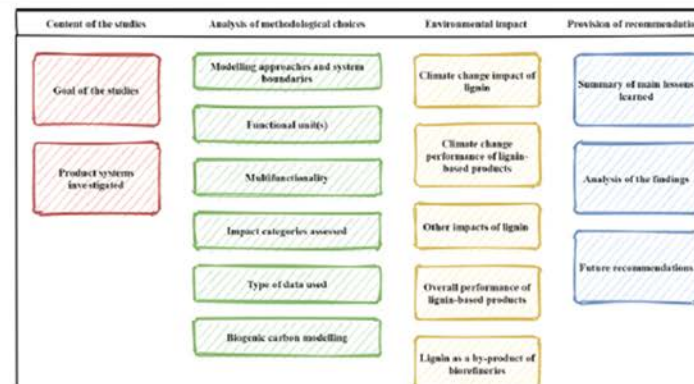 Content of the studies
Analysis of methodological choices
Environmental impact
Provision of recommendation
Goal of the studies
Product systems
investigated
Modelling approaches and system
boundaries
Functional unit(s)
Multifunctionality
Impact categories assessed
Type of data used
Biogenic carbon modelling
Climate change impact of
lignin
Climate change
performance of lignin-
based products
Other impacts of lignin
Overall performance of
lignin-based products
Lignin as a by-product of
biorefineries
Summary of main lessons
learned
Analysis of the findings
Future recommendations